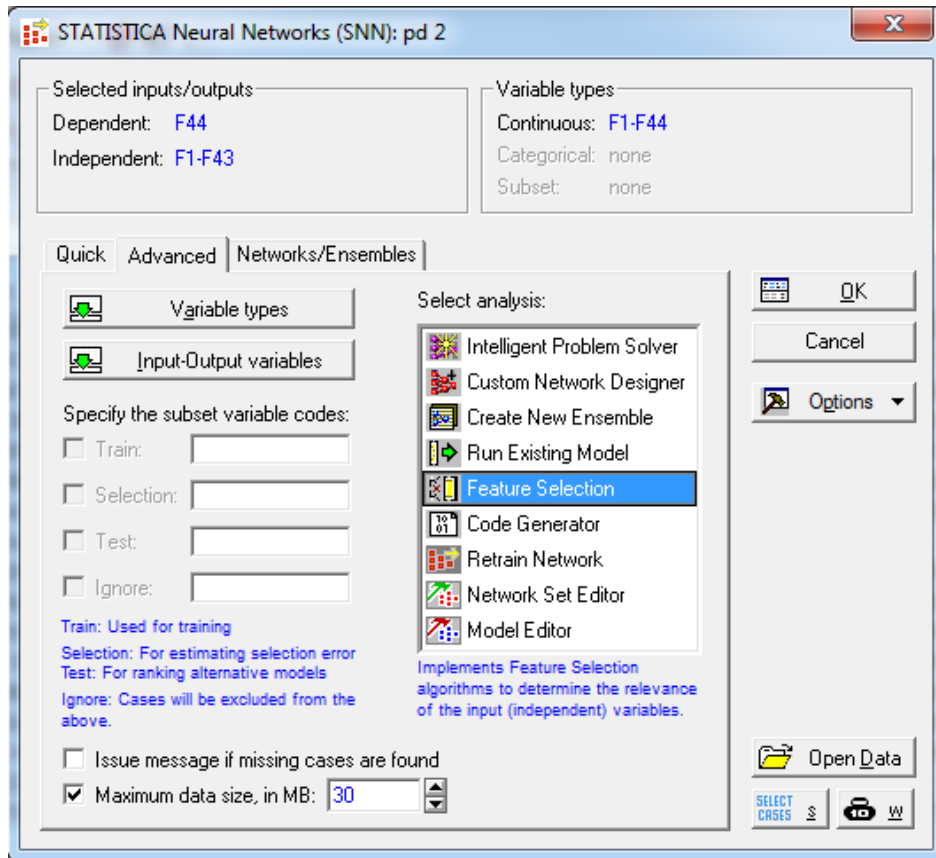 STATISTICA Neural Networks (SNN): pd 2
Selected inputs/outputs
Dependent: F44
Independent: F1-F43
Variable types
Continuous: F1-F44
Categorical: none
Subset: none
Quick Advanced Networks/Ensembles
Variable types
Input-Output variables
Specify the subset variable codes:
Train:
Selection:
Test:
Ignore:
Train: Used for training
Selection: For estimating selection error
Test: For ranking alternative models
Ignore: Cases will be excluded from the
above.
Issue message if missing cases are found
Maximum data size, in MB: 30
Select analysis:
Intelligent Problem Solver
Custom Network Designer
Create New Ensemble
Run Existing Model
Feature Selection
Code Generator
Retrain Network
Network Set Editor
Model Editor
Implements Feature Selection
algorithms to determine the relevance
of the input (independent) variables.
OK
Cancel
Options
Open Data
SELECT
CASES S
W